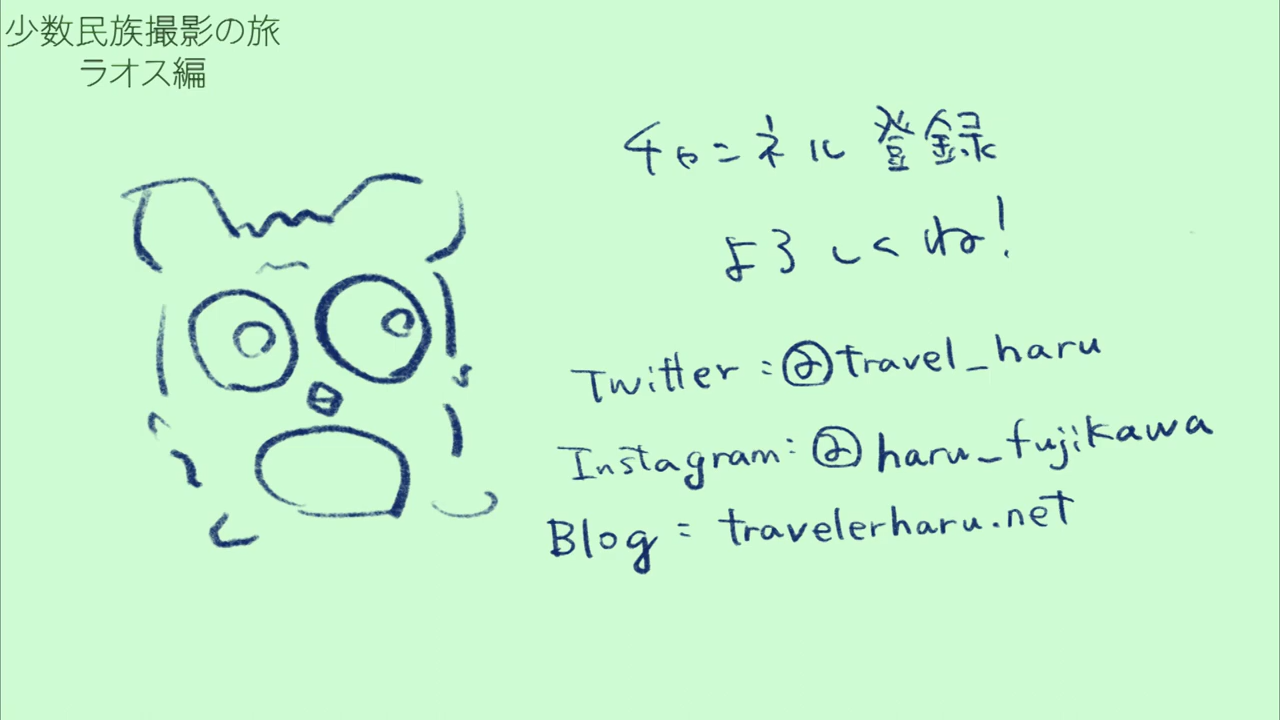 少数民族撮影の旅
ラオス編
チャンネル登録
よろしくね!
Twitter:@travel_haru
Instagram:@haru_fujikawa
Blog:travelerharu.net